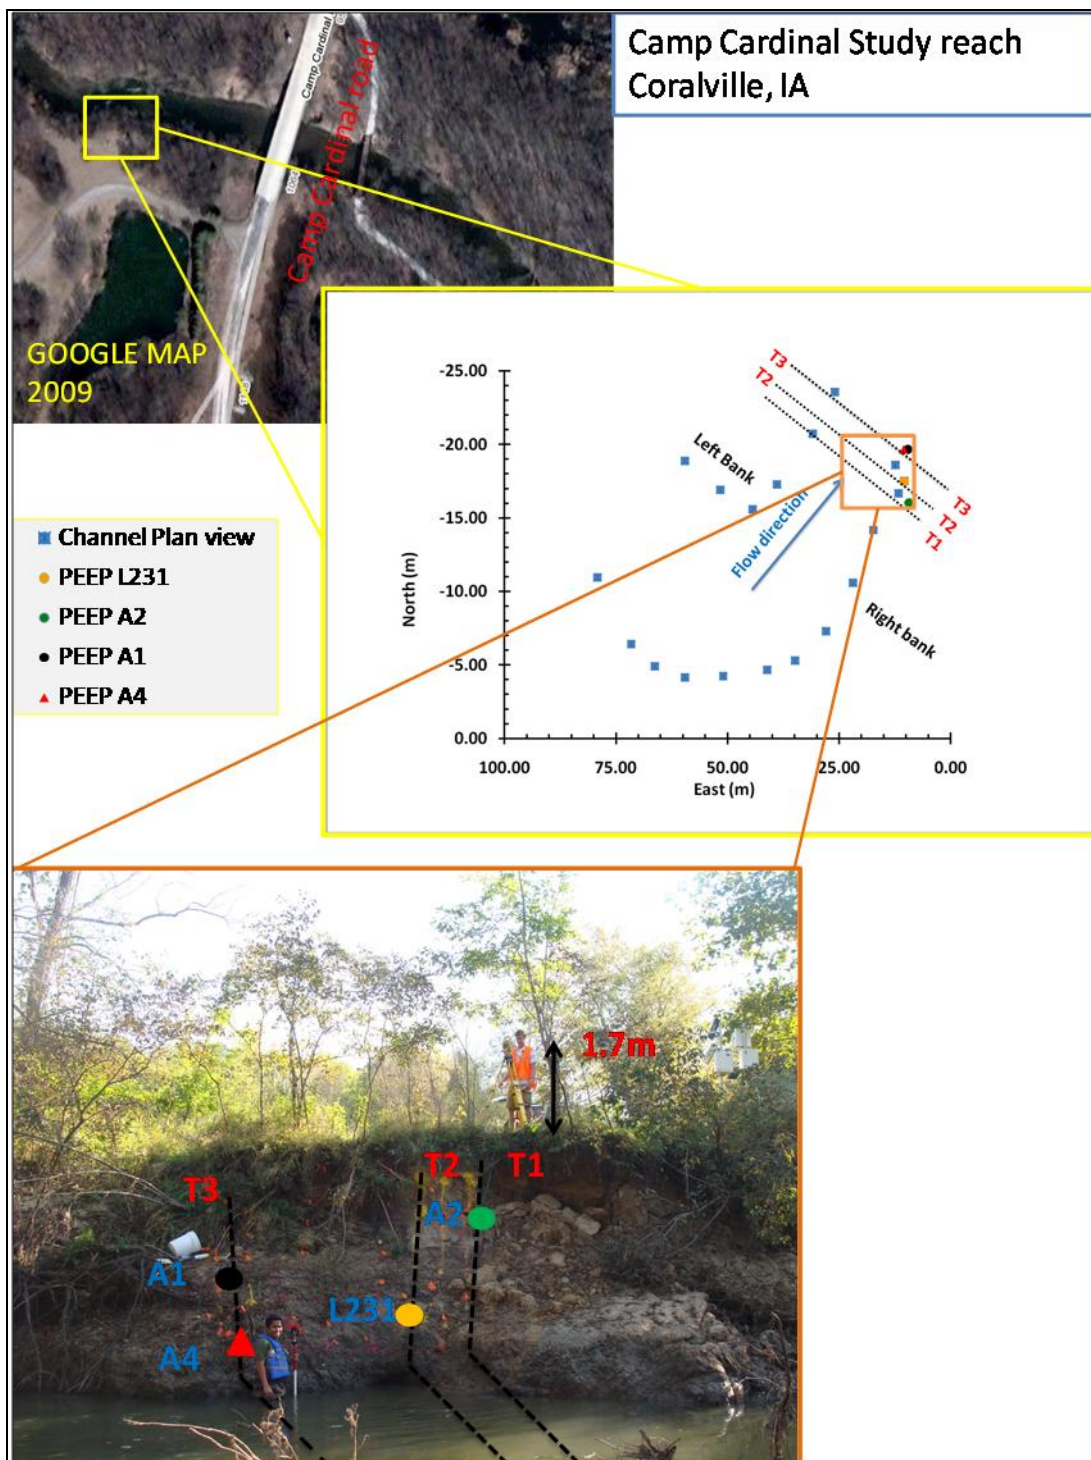 Camp Cardinal Study reach
Coralville, IA
Camp Cardinal
Camp Cardinal road
GOOGLE MAP
2009
Channel Plan view
PEEP L231
PEEP A2
PEEP A1
PEEP A4
-25.00
-20.00
-15.00
-10.00
-5.00
0.00
North (m)
100.00
75.00
50.00
25.00
0.00
East (m)
T3
T2
T1
Left Bank
Flow direction
Right bank
T3
T2
T1
1.7m
T3
T2
T1
A2
A1
L231
A4